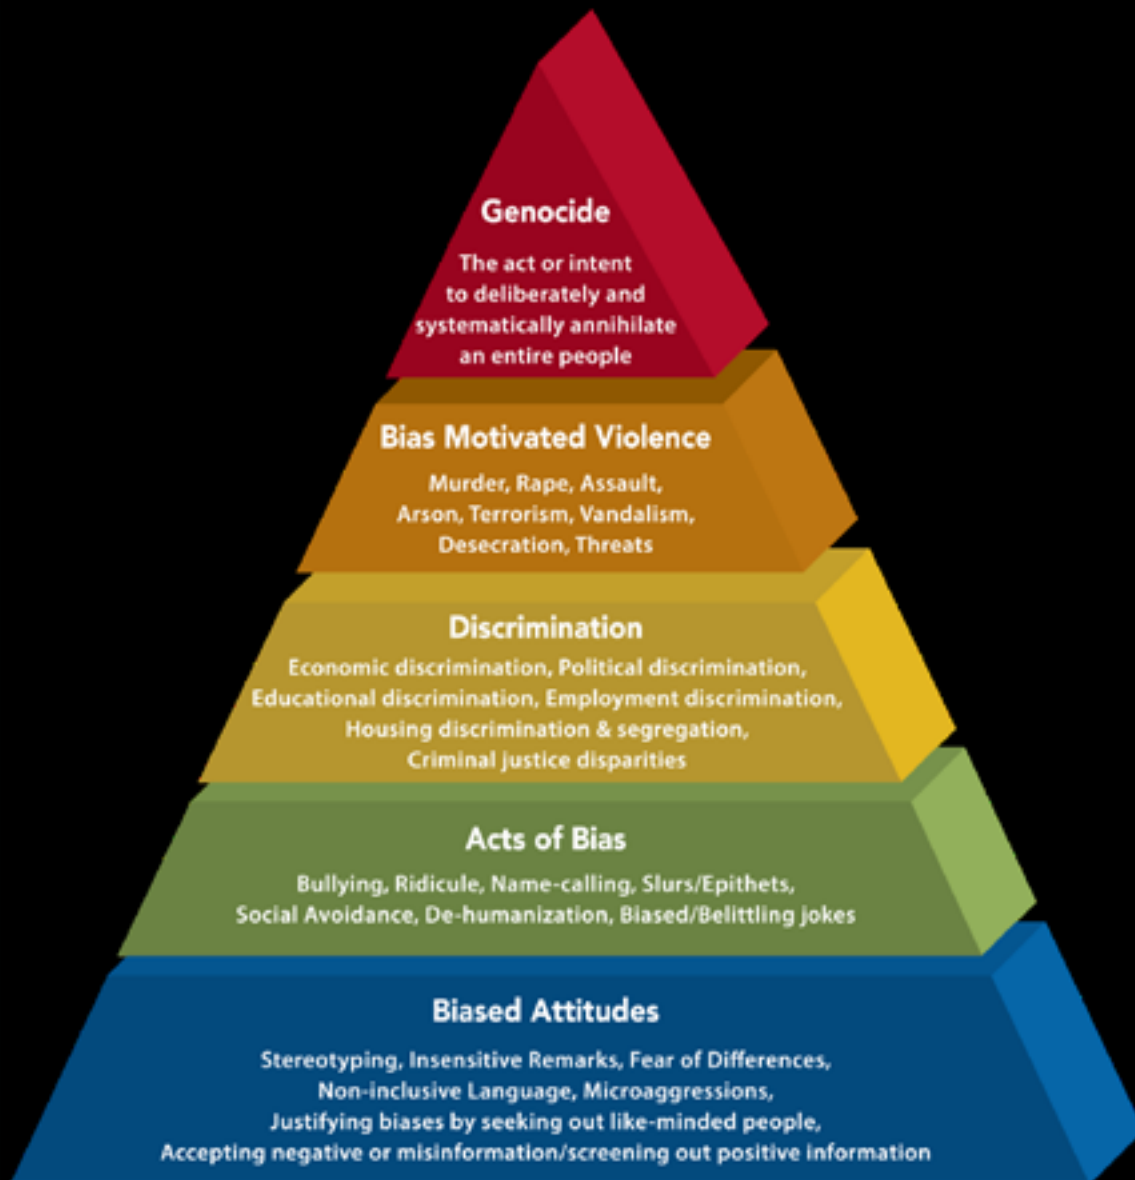 Genocide
The act or intent
to deliberately and
systematically annihilate
an entire people
Bias Motivated Violence
Murder, Rape, Assault,
Arson, Terrorism, Vandalism,
Desecration, Threats
Discrimination
Economic discrimination, Political discrimination,
Educational discrimination, Employment discrimination,
Housing discrimination & segregation,
Criminal justice disparities
Acts of Bias
Bullying, Ridicule, Name-calling, Slurs/Epithets,
Social Avoidance, De-humanization, Biased/Belittling jokes
Biased Attitudes
Stereotyping, Insensitive Remarks, Fear of Differences,
Non-inclusive Language, Microaggressions,
Justifying biases by seeking out like-minded people,
Accepting negative or misinformation/screening out positive information